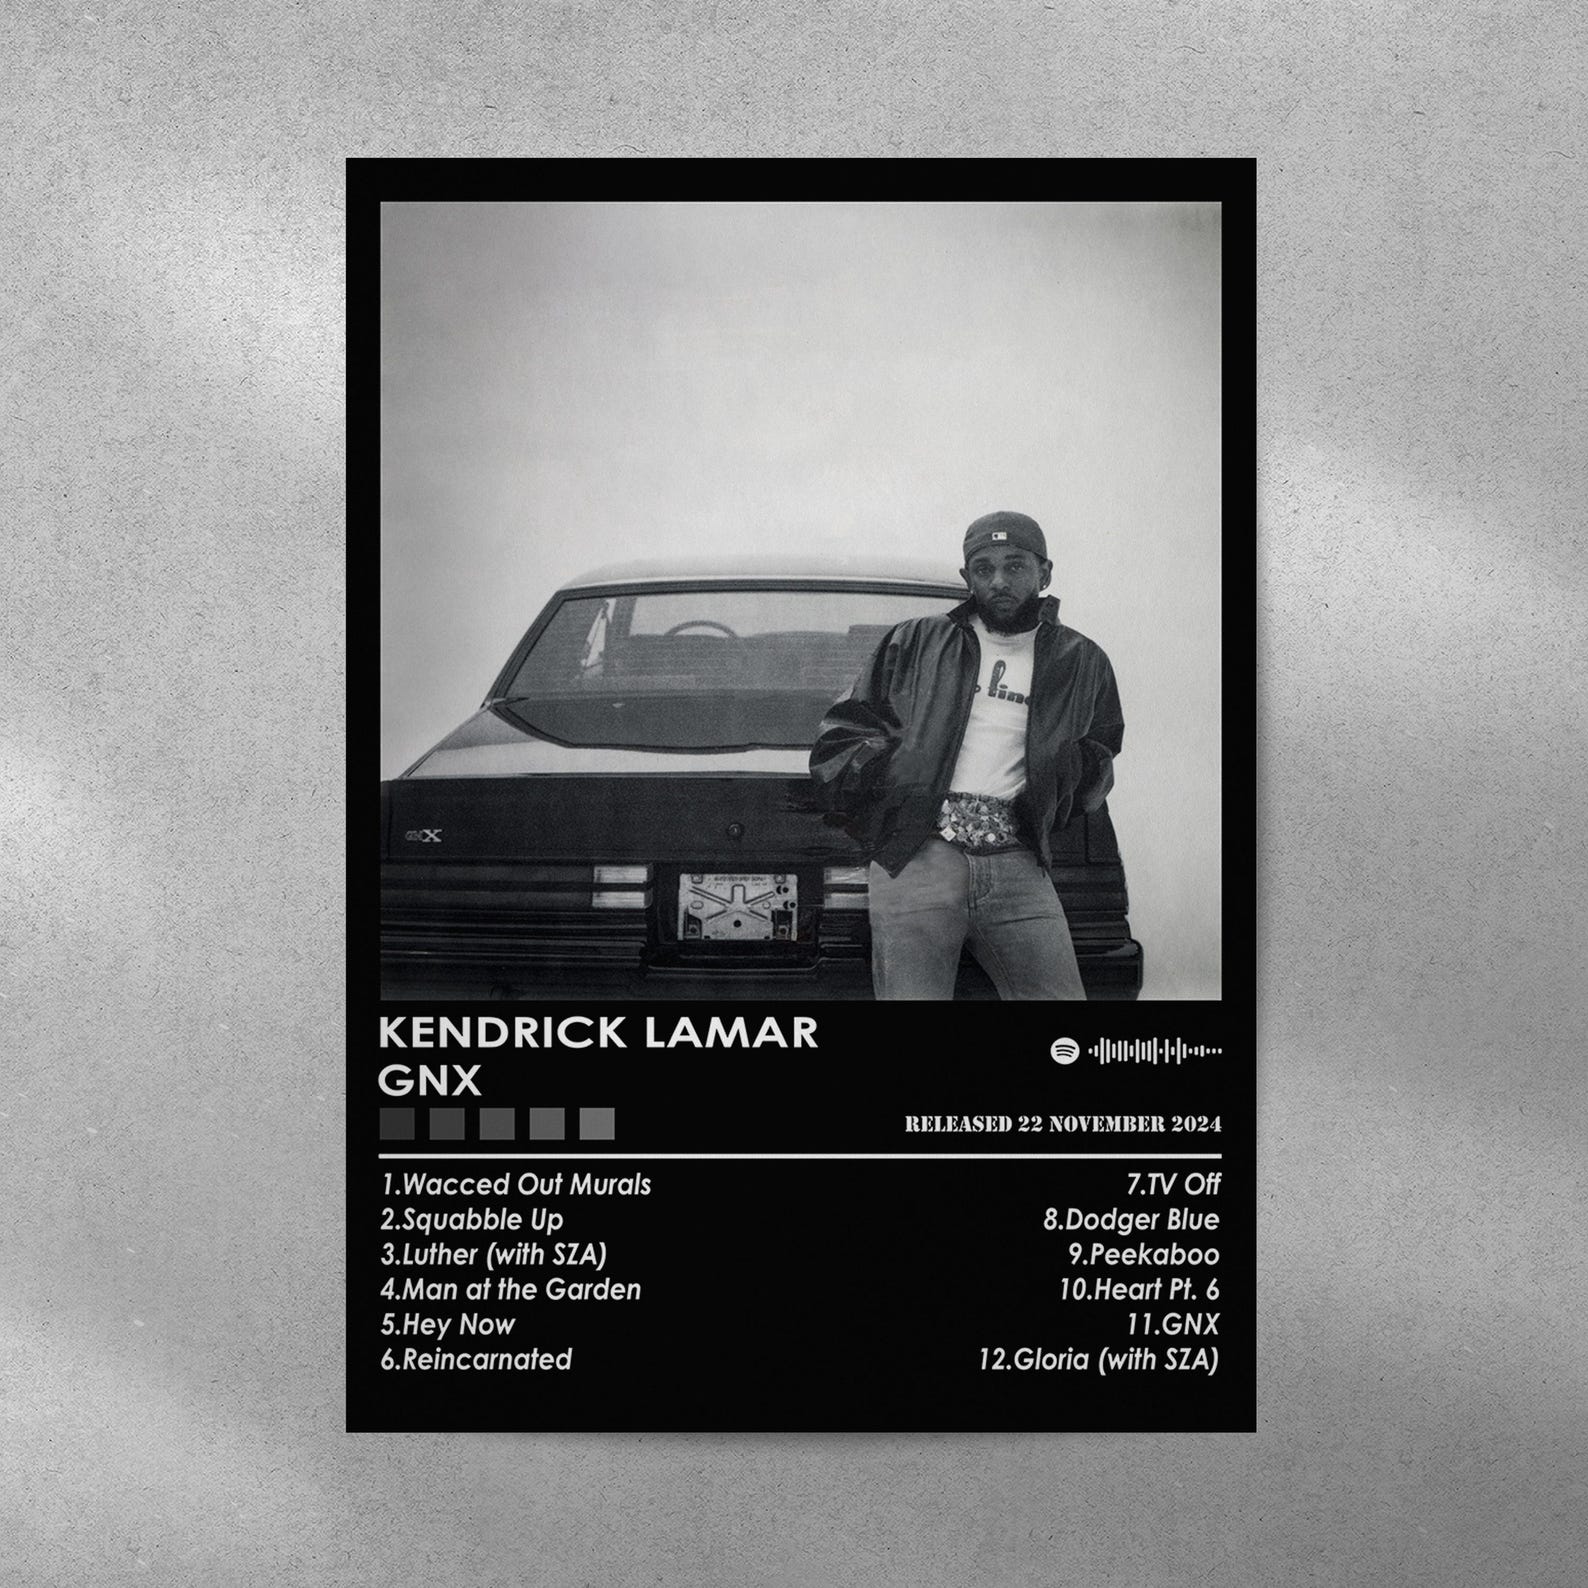 GNX
KENDRICK LAMAR
GNX
RELEASED 22 NOVEMBER 2024
1.Wacced Out Murals
2.Squabble Up
3.Luther (with SZA)
4.Man at the Garden
5.Hey Now
6.Reincarnated
7.TV Off
8.Dodger Blue
9.Peekaboo
10.Heart Pt. 6
11.GNX
12.Gloria (with SZA)